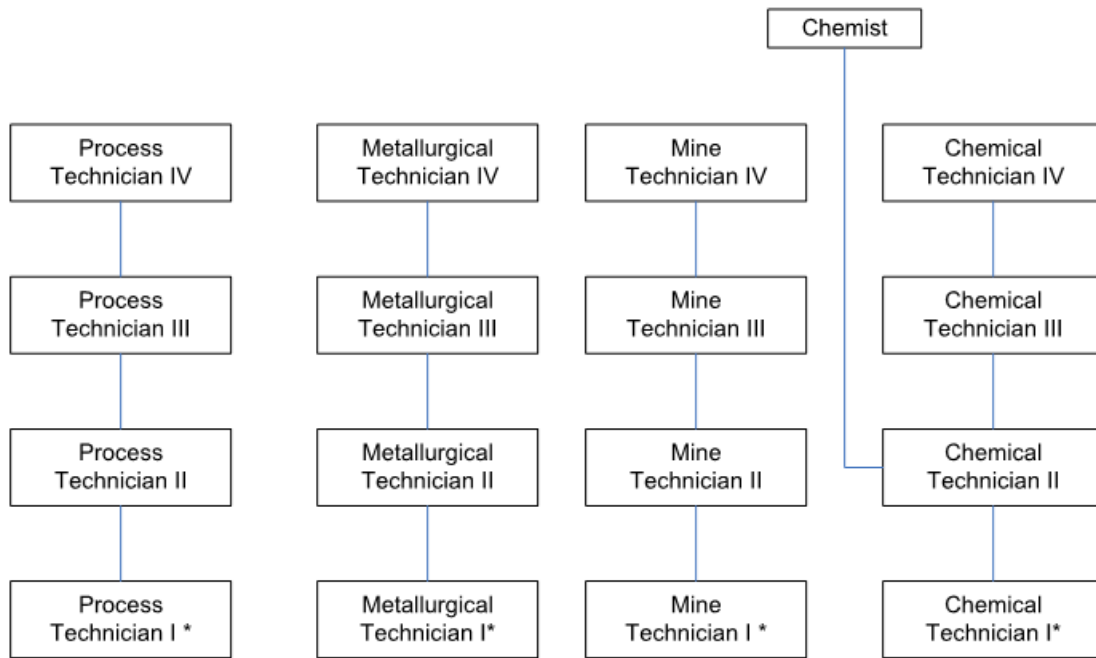 Chemist
Process
Technician IV
Metallurgical
Technician IV
Mine
Technician IV
Chemical
Technician IV
Process
Technician III
Metallurgical
Technician III
Mine
Technician III
Chemical
Technician III
Process
Technician II
Metallurgical
Technician II
Mine
Technician II
Chemical
Technician II
Process
Technician I *
Metallurgical
Technician I*
Mine
Technician I *
Chemical
Technician I*